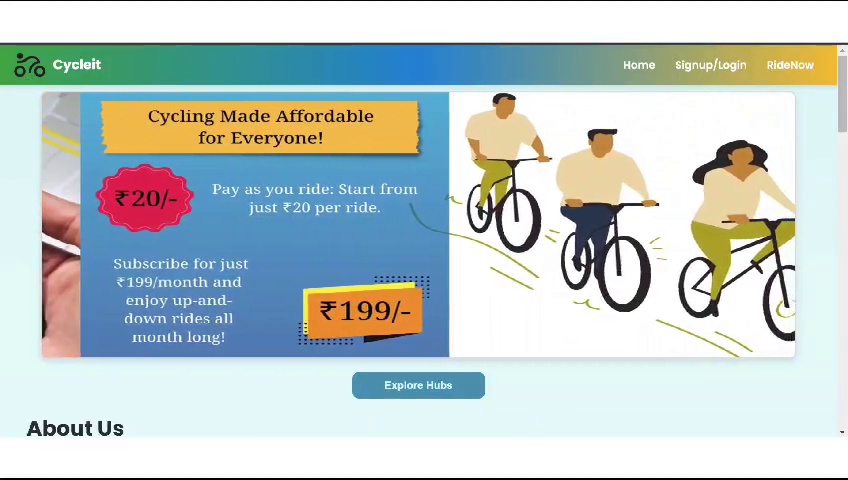 Cycleit
Home Signup/Login RideNow
Cycling Made Affordable
for Everyone!
₹20/-
Pay as you ride: Start from
just ₹20 per ride.
Subscribe for just
₹199/month and
enjoy up-and-
down rides all
month long!
₹199/-
Explore Hubs
About Us